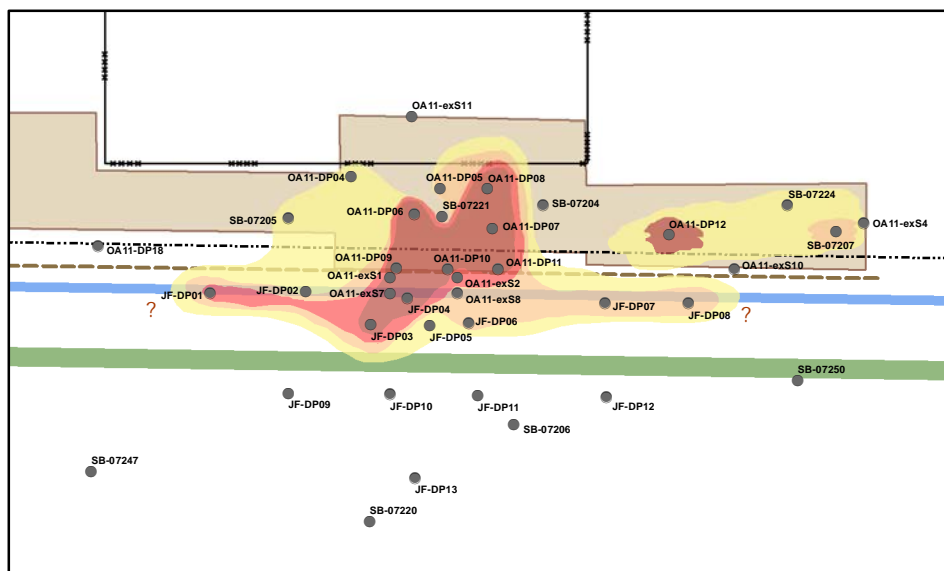 OA11-exS11
OA11-DP04
OA11-DP05
OA11-DP08
SB-07224
SB-07205
OA11-DP06
SB-07221
SB-07204
OA11-exS4
OA11-DP12
OA11-DP07
SB-07207
OA11-DP18
OA11-DP09
OA11-DP10
OA11-DP11
OA11-exS10
OA11-exS1
OA11-exS2
JF-DP01
JF-DP02
OA11-exS7
OA11-exS8
?
JF-DP04
JF-DP07
JF-DP08
?
JF-DP03
JF-DP05
JF-DP06
SB-07250
JF-DP09
JF-DP10
JF-DP11
JF-DP12
SB-07206
SB-07247
JF-DP13
SB-07220